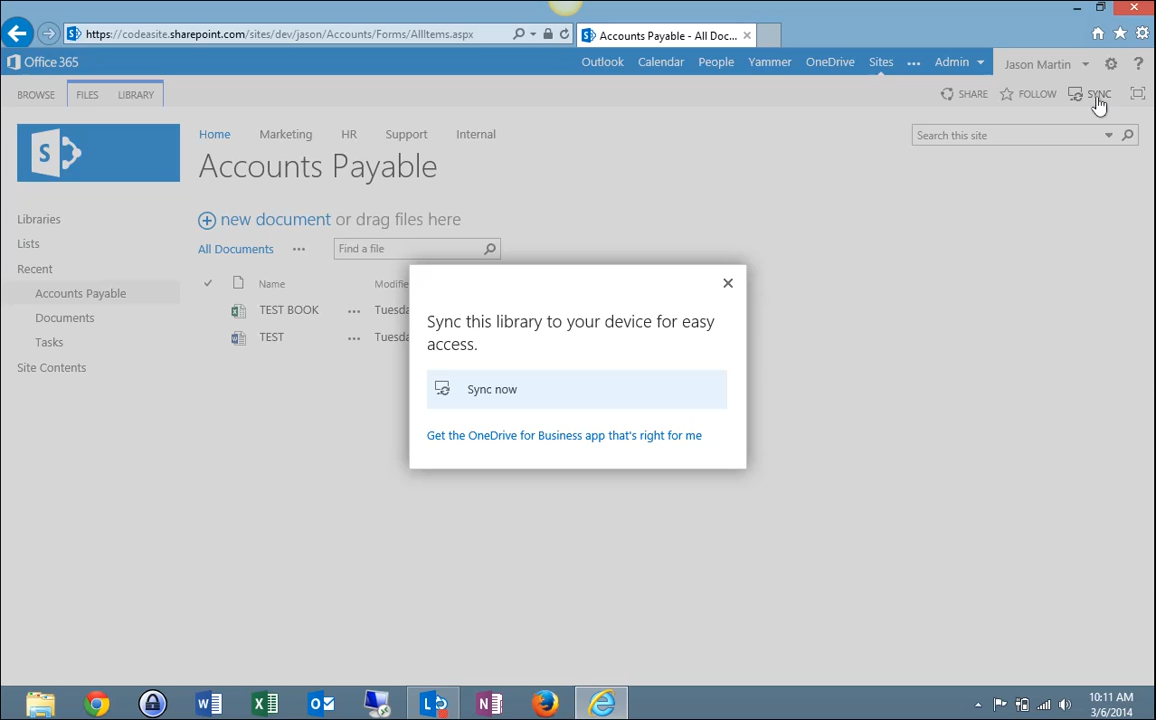 https://codeasite.sharepoint.com/sites/dev/jason/Accounts/Forms/AllItems.aspx
Accounts Payable - All Doc...
Office 365
Outlook Calendar People Yammer OneDrive Sites ... Admin Jason Martin ?
BROWSE FILES LIBRARY
SHARE FOLLOW SYNC
S
Home Marketing HR Support Internal
Search this site
Accounts Payable
Libraries
Lists
Recent
Accounts Payable
Documents
Tasks
Site Contents
new document or drag files here
All Documents ... Find a file
Name Modifie
TEST BOOK ... Tuesda
TEST ... Tuesda
Sync this library to your device for easy
access.
Sync now
Get the OneDrive for Business app that's right for me
10:11 AM
3/6/2014